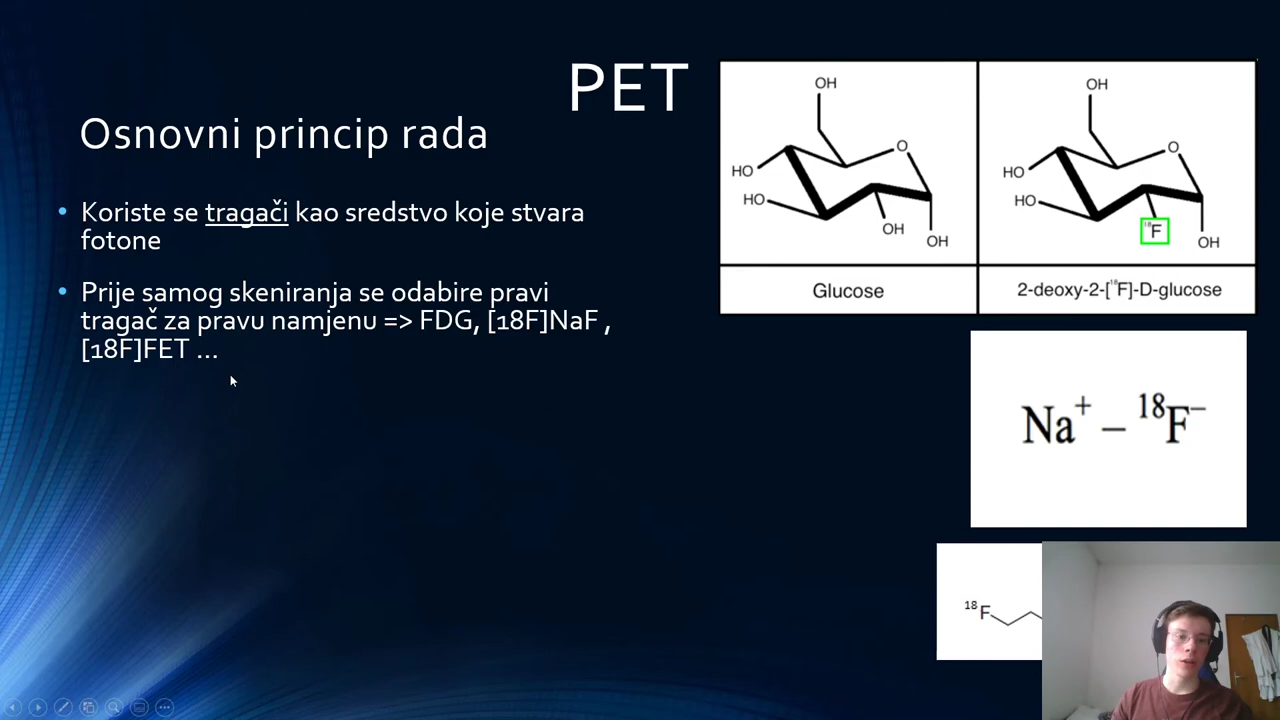 PET
Osnovni princip rada
• Koriste se tragači kao sredstvo koje stvara
fotone
• Prije samog skeniranja se odabire pravi
tragač za pravu namjenu => FDG, [18F]NaF ,
[18F]FET ...
OH
O
HO
HO
OH
OH
Glucose
OH
O
HO
HO
¹⁸F
OH
2-deoxy-2-[¹⁸F]-D-glucose
Na⁺ – ¹⁸F⁻
¹⁸F